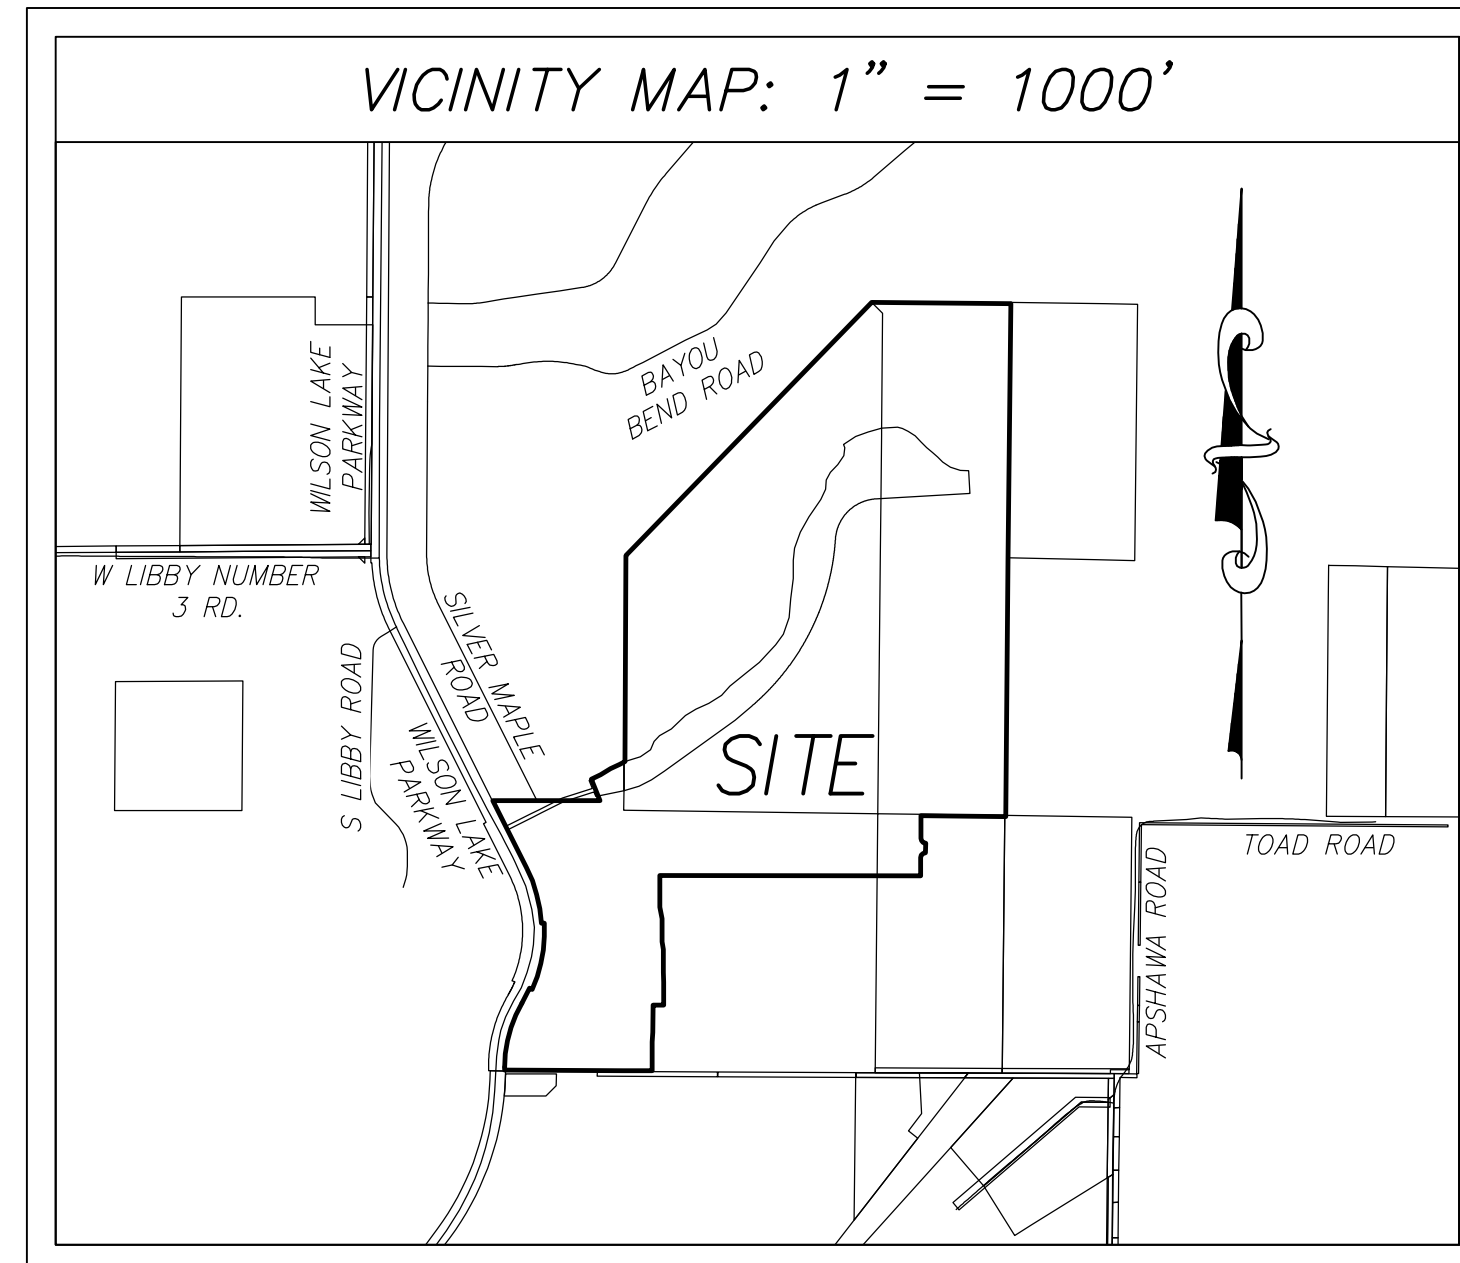 VICINITY MAP: 1" = 1000'
BAYOU
BEND ROAD
WILSON LAKE
PARKWAY
W LIBBY NUMBER
3 RD.
SILVER MAPLE
ROAD
S LIBBY ROAD
WILSON LAKE
PARKWAY
SITE
TOAD ROAD
APSHAWA ROAD